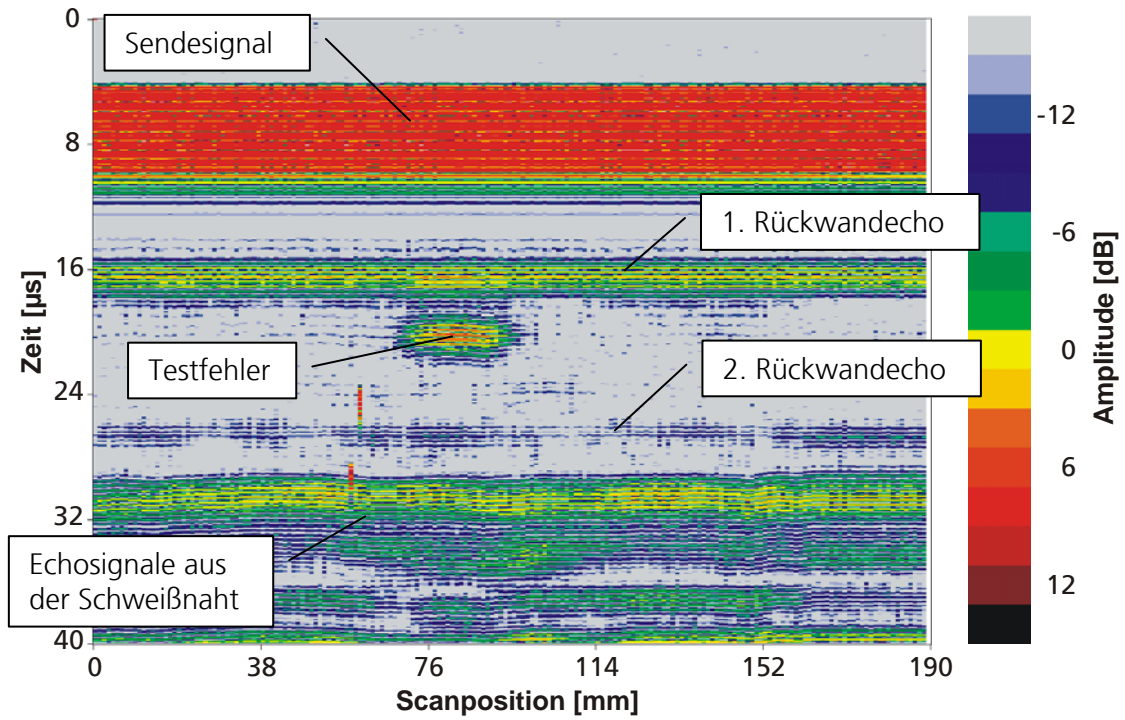 0
8
16
24
32
40
Zeit [µs]
Sendesignal
1. Rückwandecho
Testfehler
2. Rückwandecho
Echosignale aus
der Schweißnaht
0 38 76 114 152 190
Scanposition [mm]
-12
-6
0
6
12
Amplitude [dB]